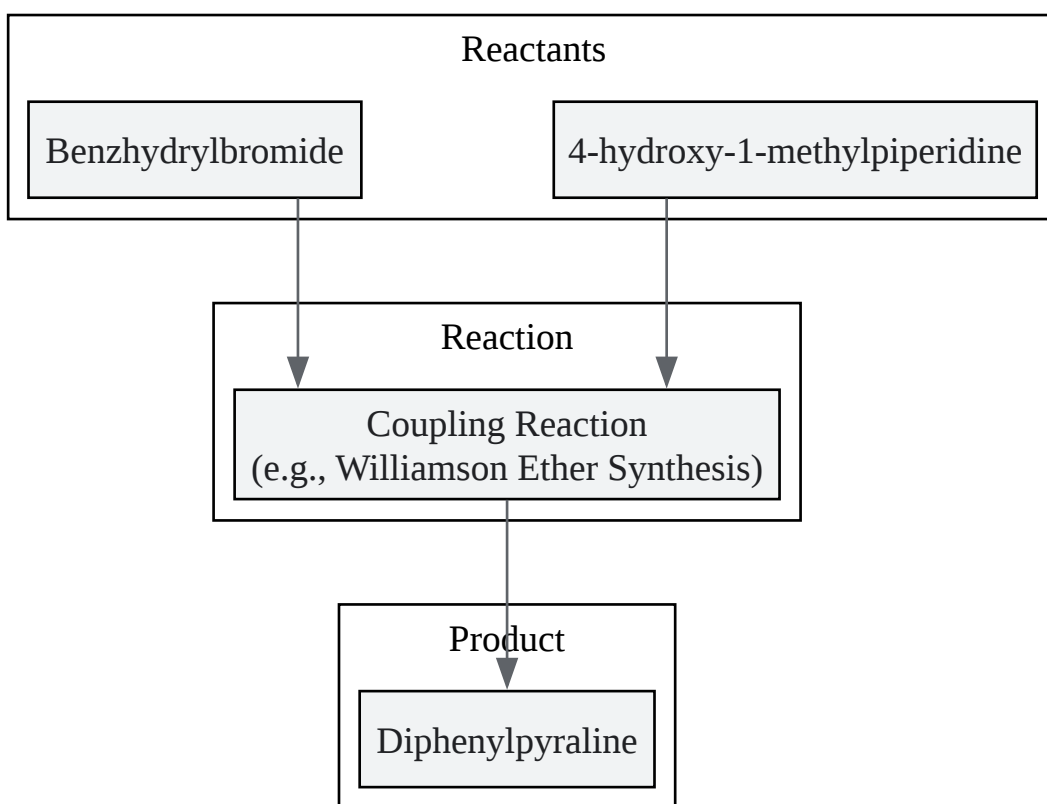 Reactants
Benzhydrylbromide
4-hydroxy-1-methylpiperidine
Reaction
Coupling Reaction
(e.g., Williamson Ether Synthesis)
Product
Diphenylpyraline